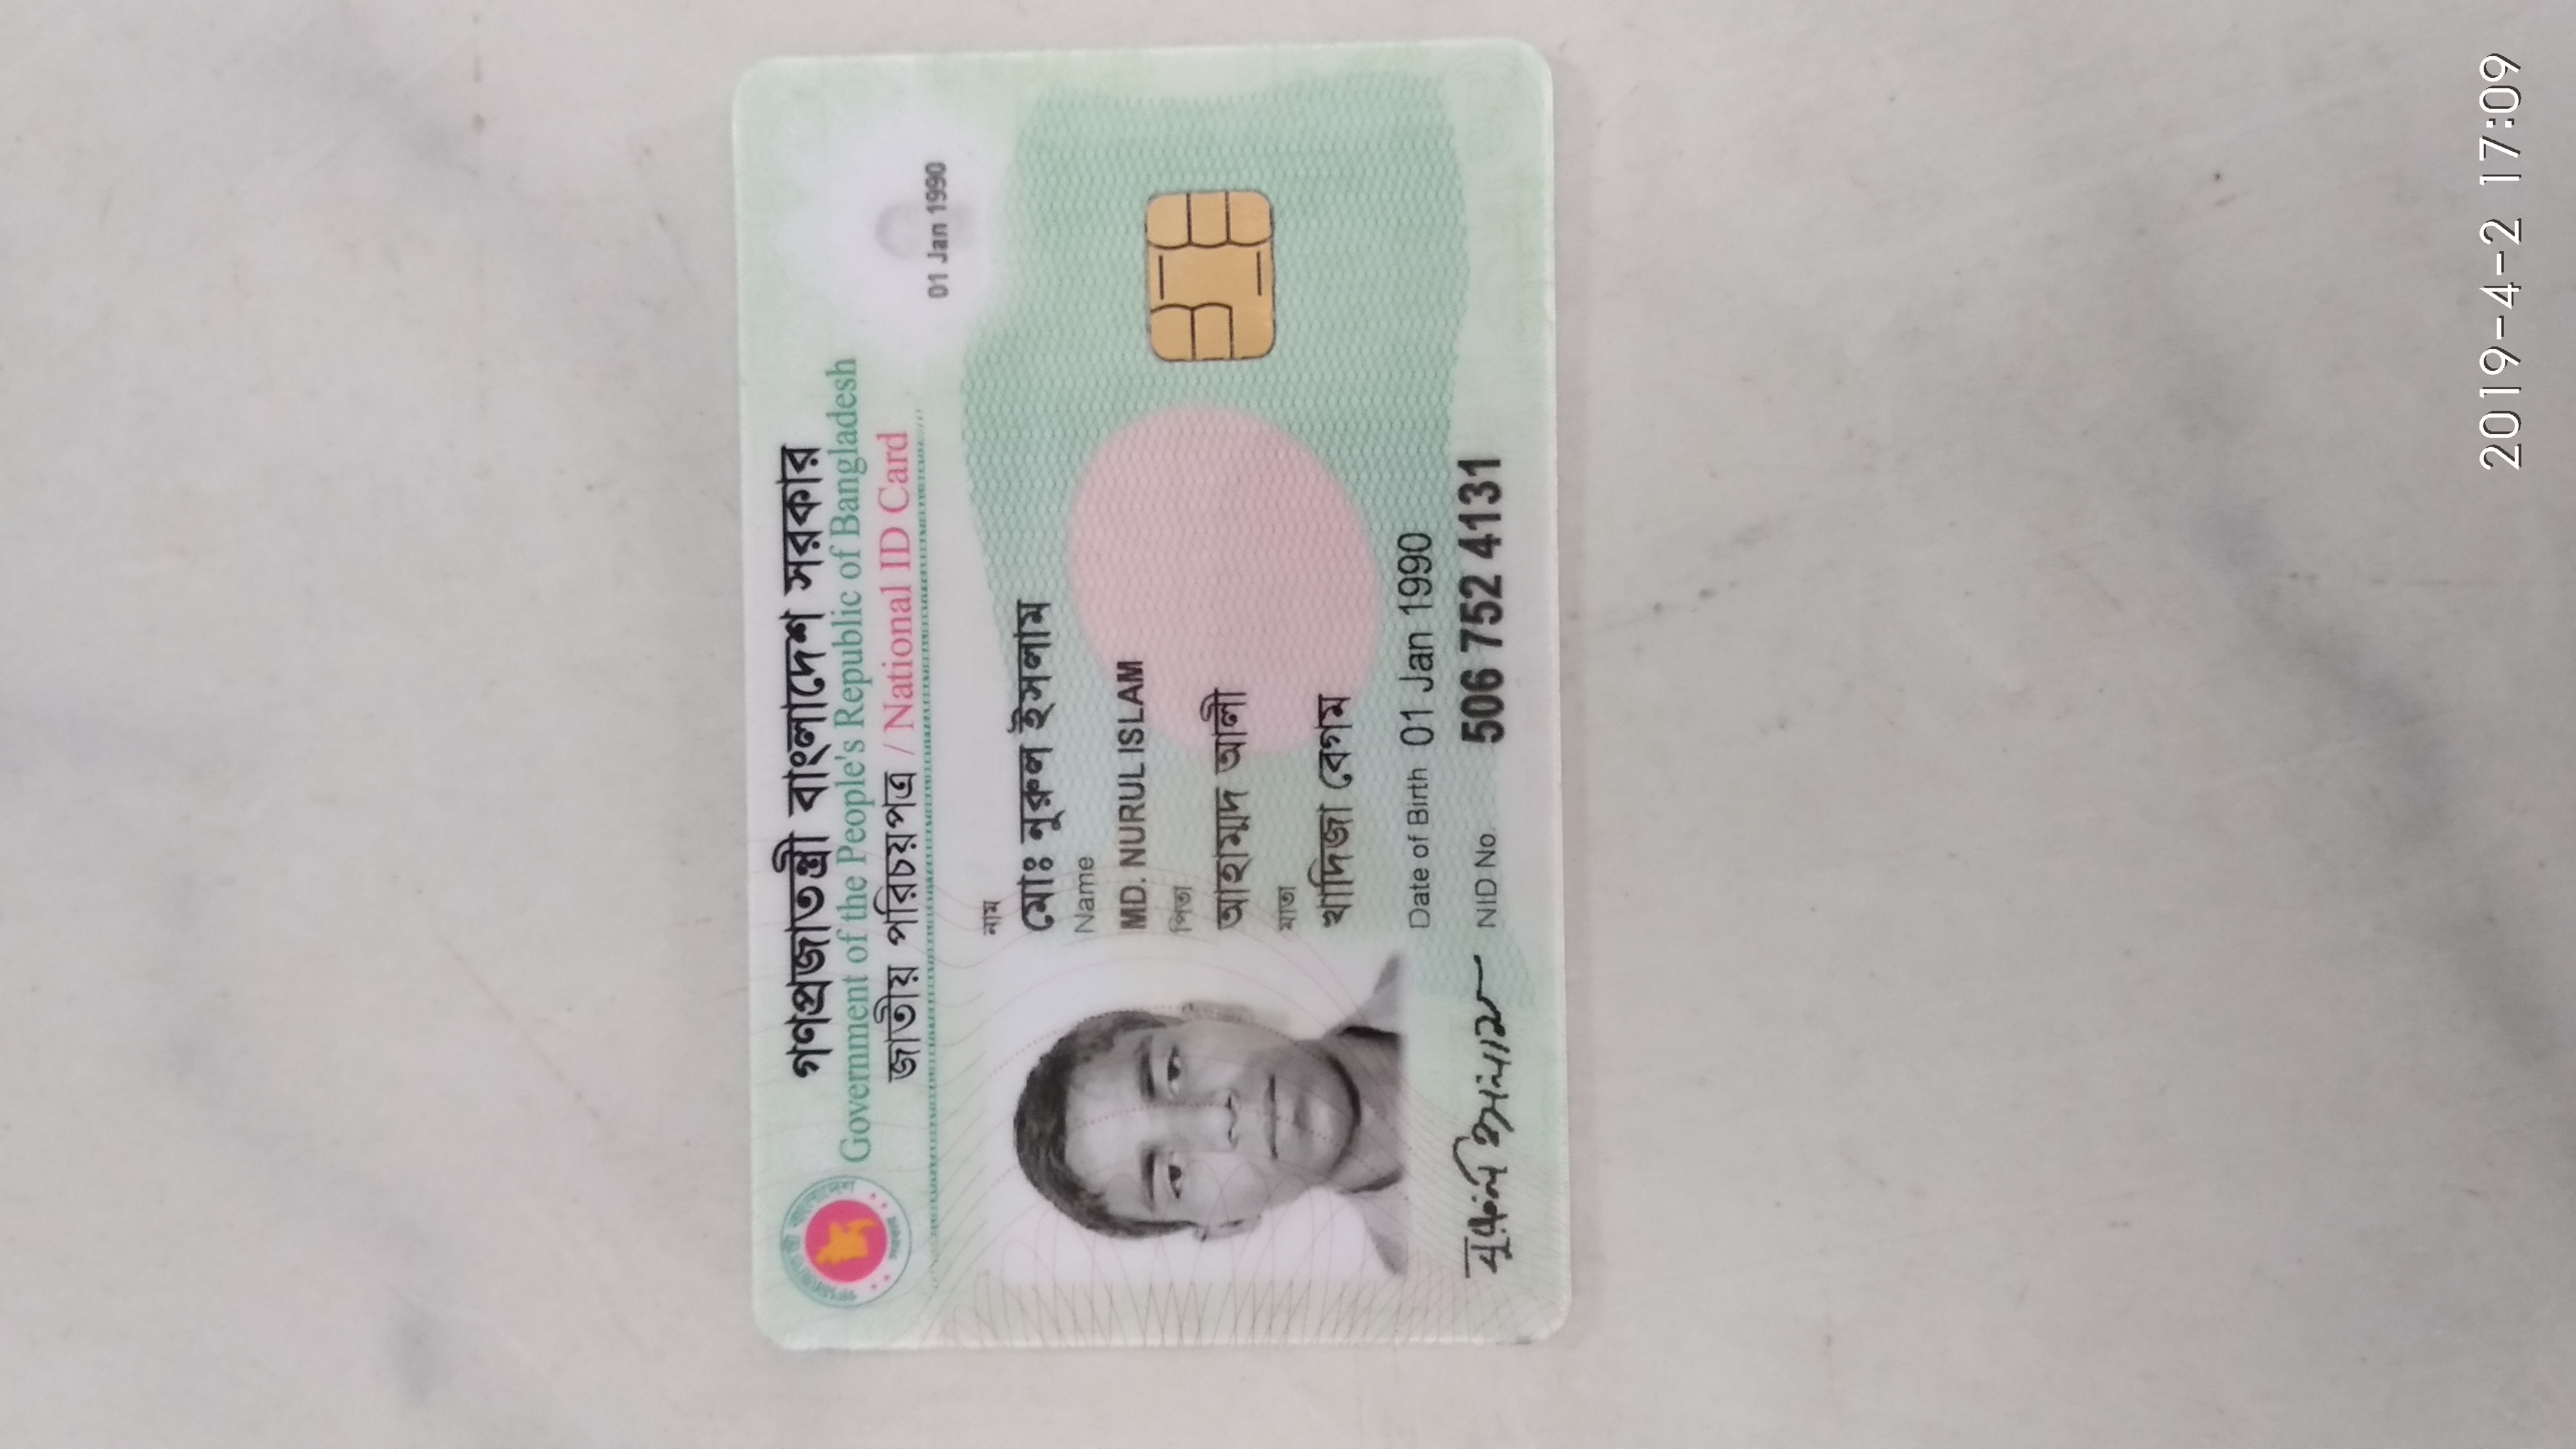 গণপ্রজাতন্ত্রী বাংলাদেশ সরকার
Government of the People's Republic of Bangladesh
জাতীয় পরিচয়পত্র / National ID Card
01 Jan 1990
নাম
মোঃ নুরুল ইসলাম
Name
MD. NURUL ISLAM
পিতা
আহাম্মদ আলী
মাতা
খাদিজা বেগম
Date of Birth 01 Jan 1990
নুরুল ইসলাম
NID No. 506 752 4131
2019-4-2 17:09